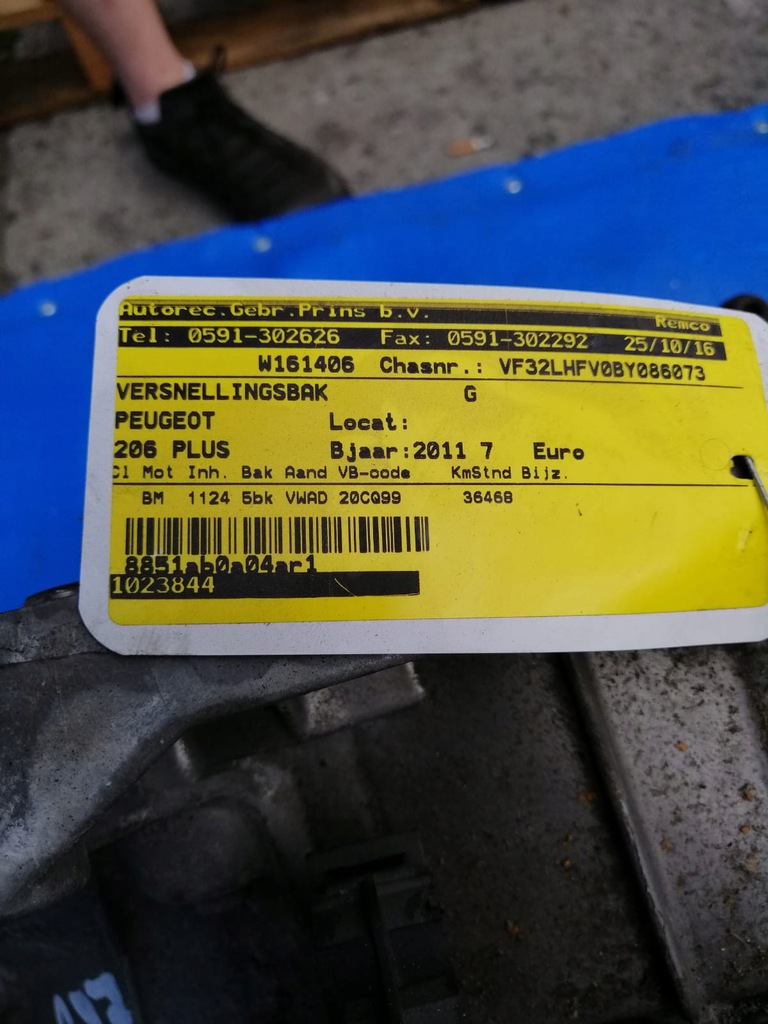 Autorec.Gebr.Prins b.v.
Remco
Tel: 0591-302626 Fax: 0591-302292 25/10/16
W161406 Chasnr.: VF32LHFV0BY086073
VERSNELLINGSBAK G
PEUGEOT Locat:
206 PLUS Bjaar:2011 7 Euro
Cl Mot Inh. Bak Aand VB-code KmStnd Bijz.
BM 1124 5bk VWAD 20CQ99 36468
8851ab0a04ar1
1023844